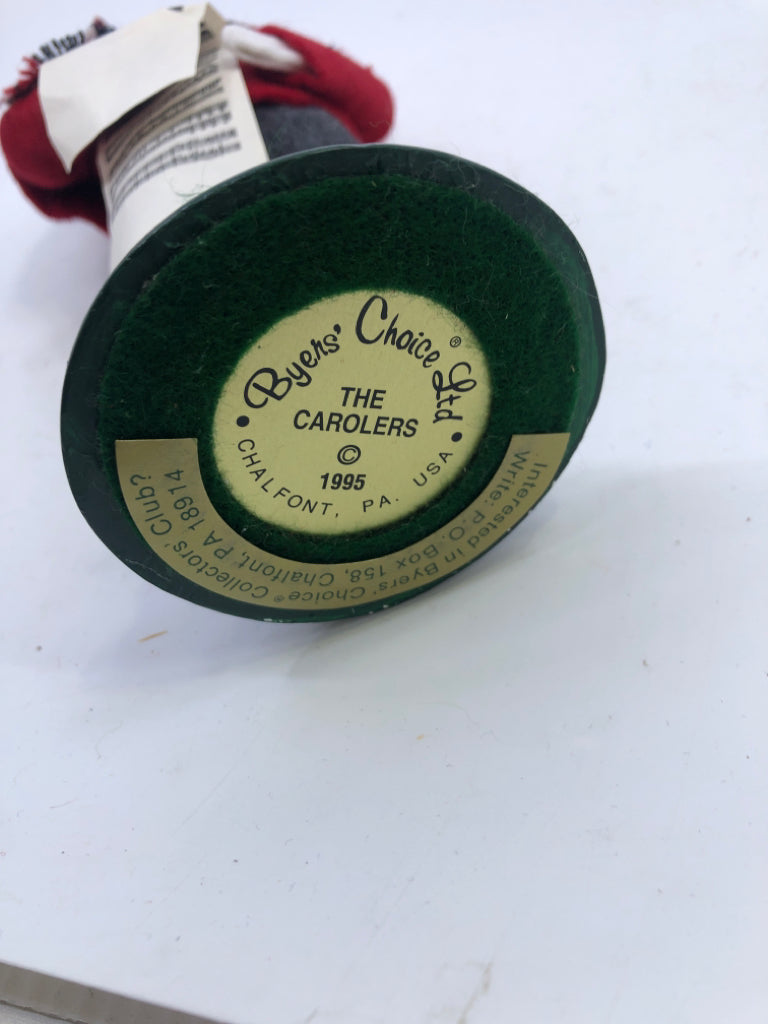 Byers' Choice ® Ltd
THE
CAROLERS
©
1995
• CHALFONT, PA. USA •
Interested in Byers' Choice® Collectors' Club?
Write: P.O. Box 158, Chalfont, PA 18914